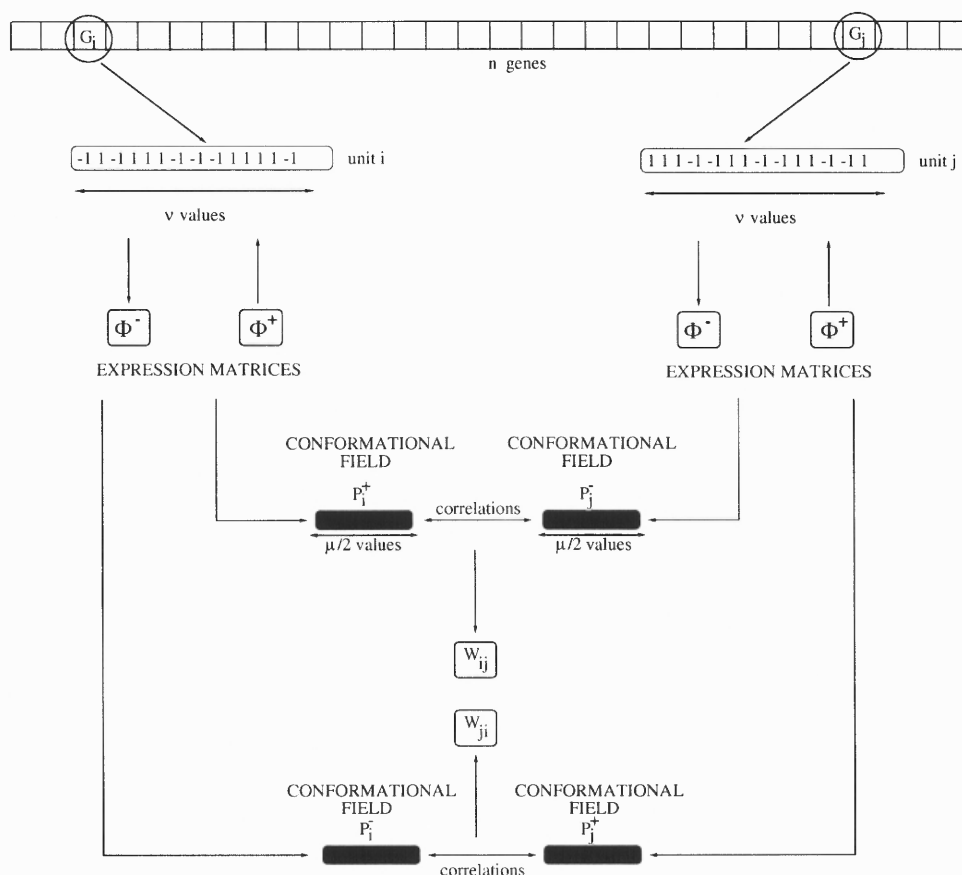 G_i G_j
n genes
-1 1 -1 1 1 1 -1 -1 -1 1 1 1 1 -1 unit i
1 1 1 -1 -1 1 1 -1 -1 1 1 -1 -1 1 unit j
ν values ν values
Φ^- Φ^+ Φ^- Φ^+
EXPRESSION MATRICES EXPRESSION MATRICES
CONFORMATIONAL CONFORMATIONAL
FIELD FIELD
P_i^+ P_j^-
correlations
μ/2 values μ/2 values
W_ij
W_ji
CONFORMATIONAL CONFORMATIONAL
FIELD FIELD
P_i^- P_j^+
correlations